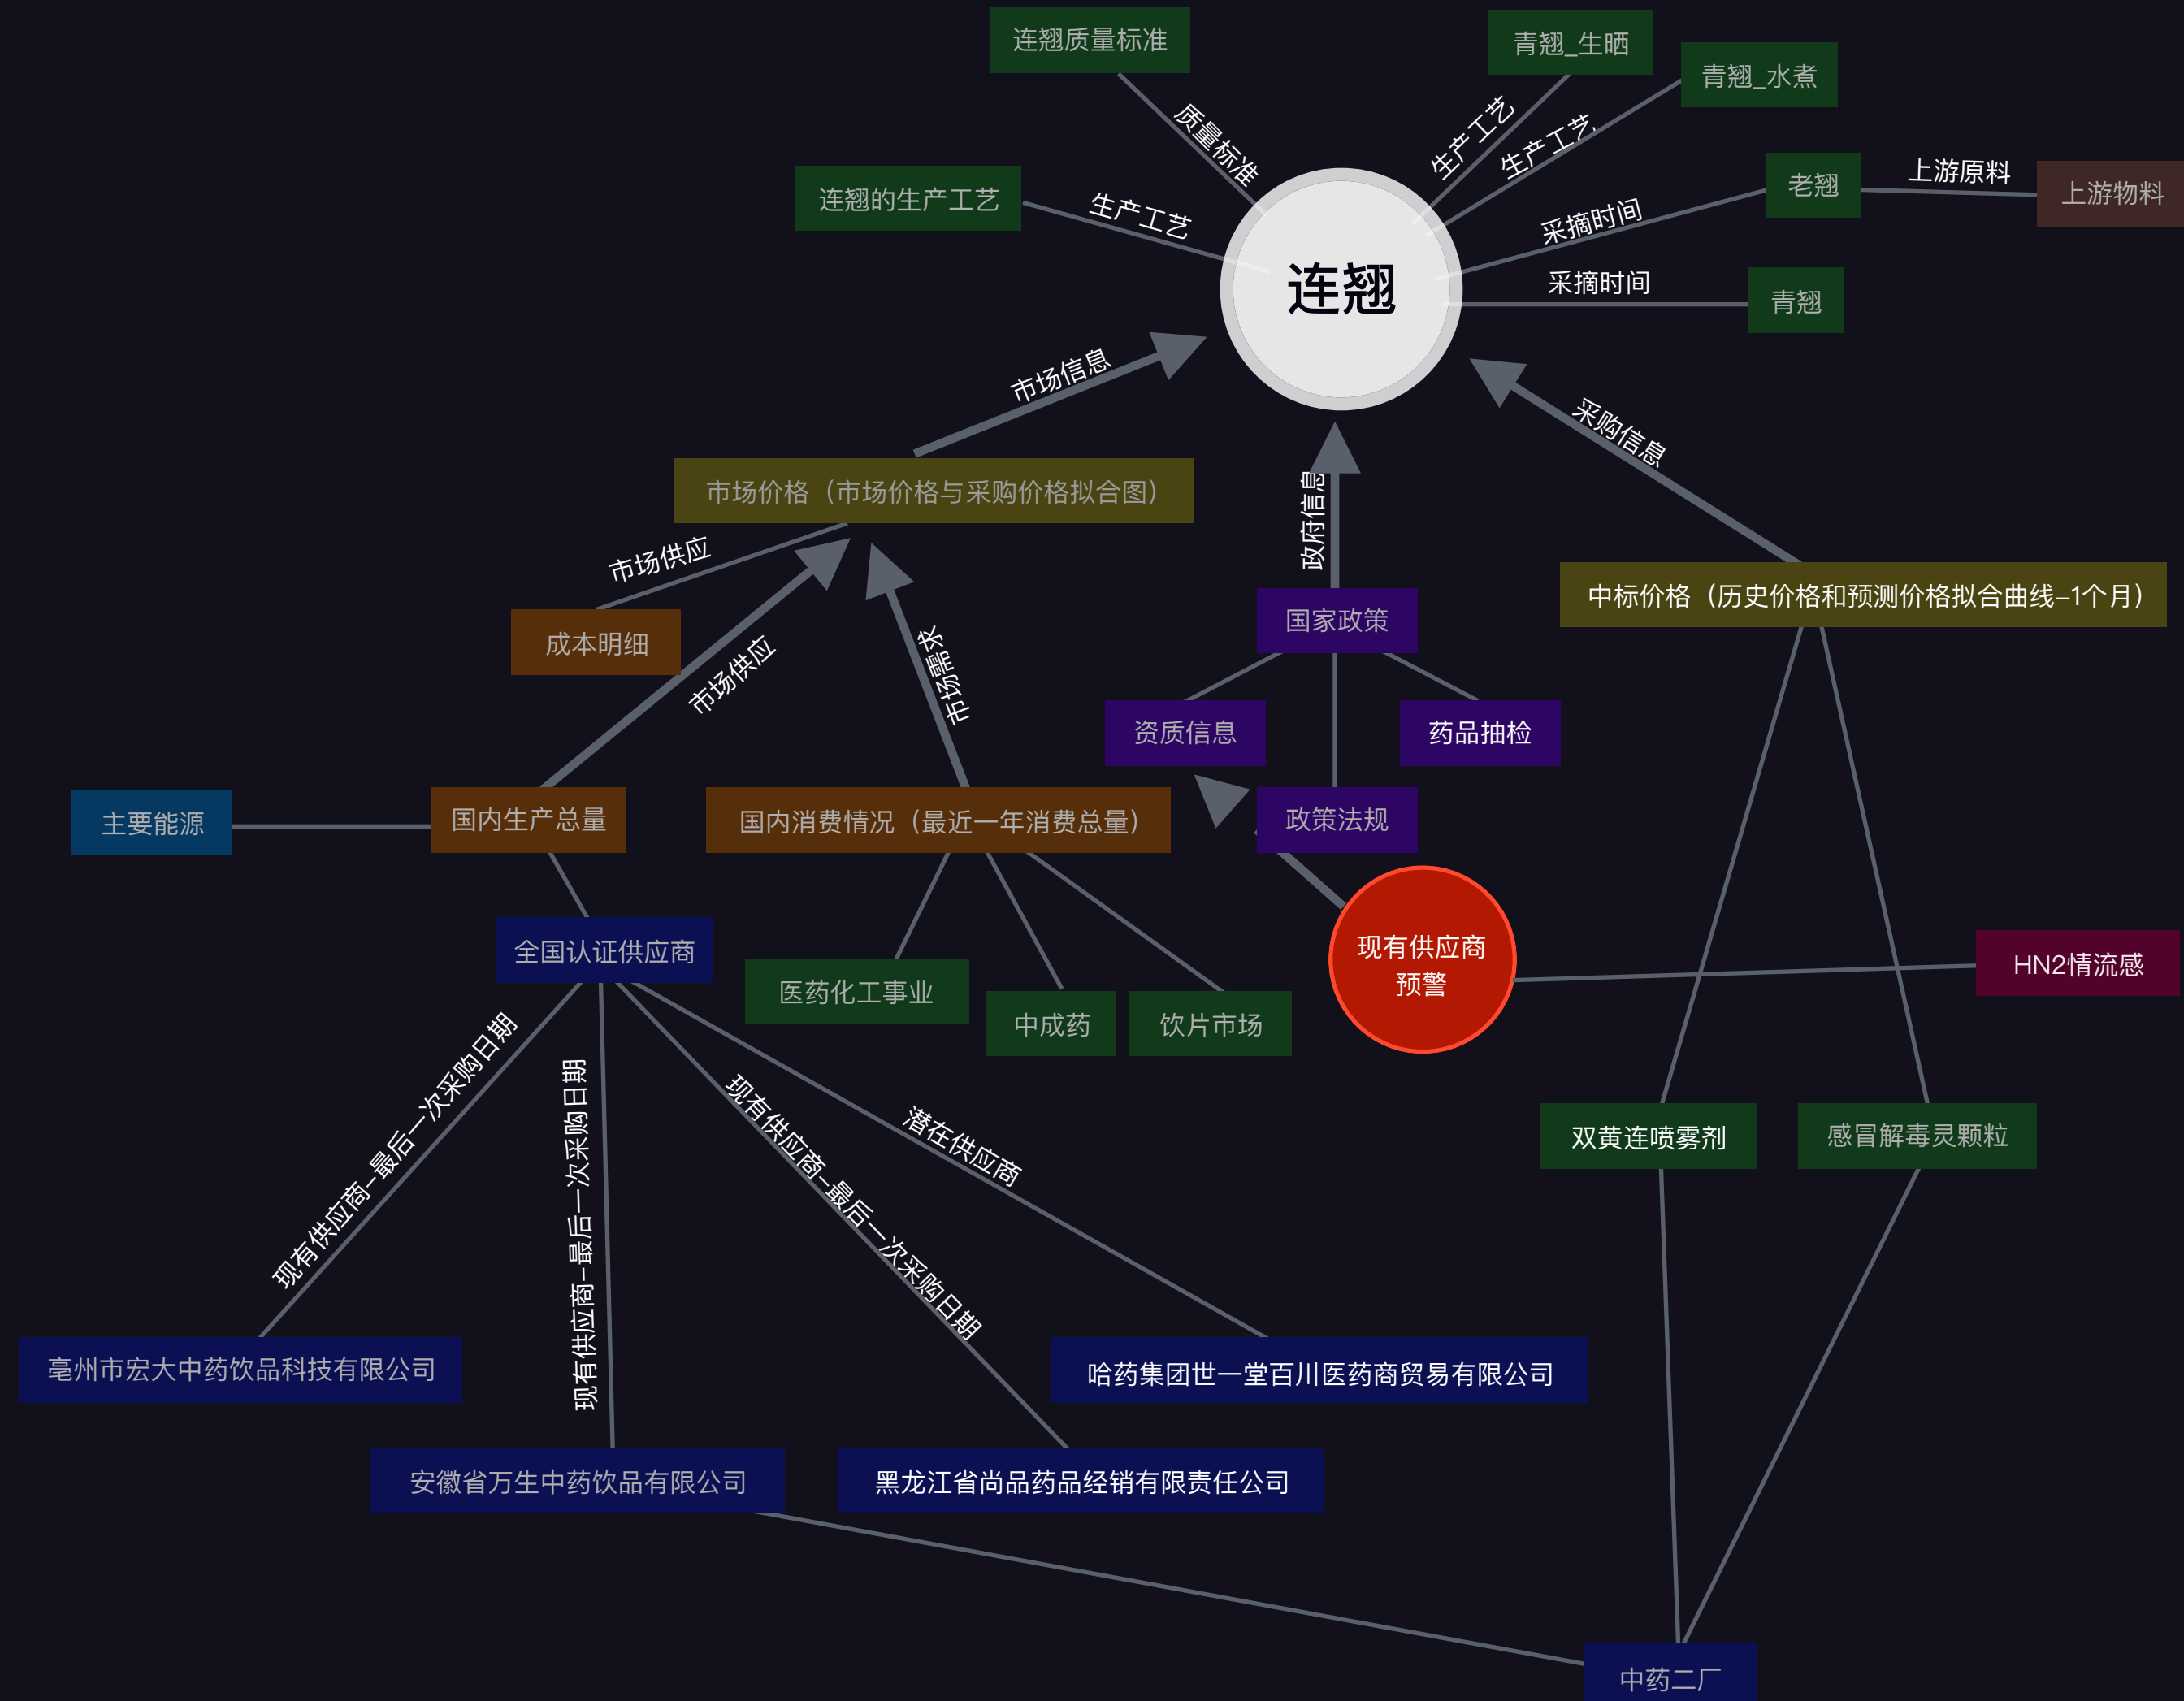 连翘质量标准
青翘_生晒
青翘_水煮
质量标准
生产工艺
生产工艺
连翘的生产工艺
生产工艺
老翘
上游原料
上游物料
采摘时间
采摘时间
青翘
连翘
市场信息
采购信息
市场价格（市场价格与采购价格拟合图）
政府信息
市场供应
中标价格（历史价格和预测价格拟合曲线–1个月）
国家政策
成本明细
市场供应
市场需求
资质信息
药品抽检
主要能源
国内生产总量
国内消费情况（最近一年消费总量）
政策法规
全国认证供应商
现有供应商
预警
HN2情流感
医药化工事业
中成药
饮片市场
现有供应商–最后一次采购日期
现有供应商–最后一次采购日期
现有供应商–最后一次采购日期
潜在供应商
双黄连喷雾剂
感冒解毒灵颗粒
亳州市宏大中药饮品科技有限公司
哈药集团世一堂百川医药商贸易有限公司
安徽省万生中药饮品有限公司
黑龙江省尚品药品经销有限责任公司
中药二厂